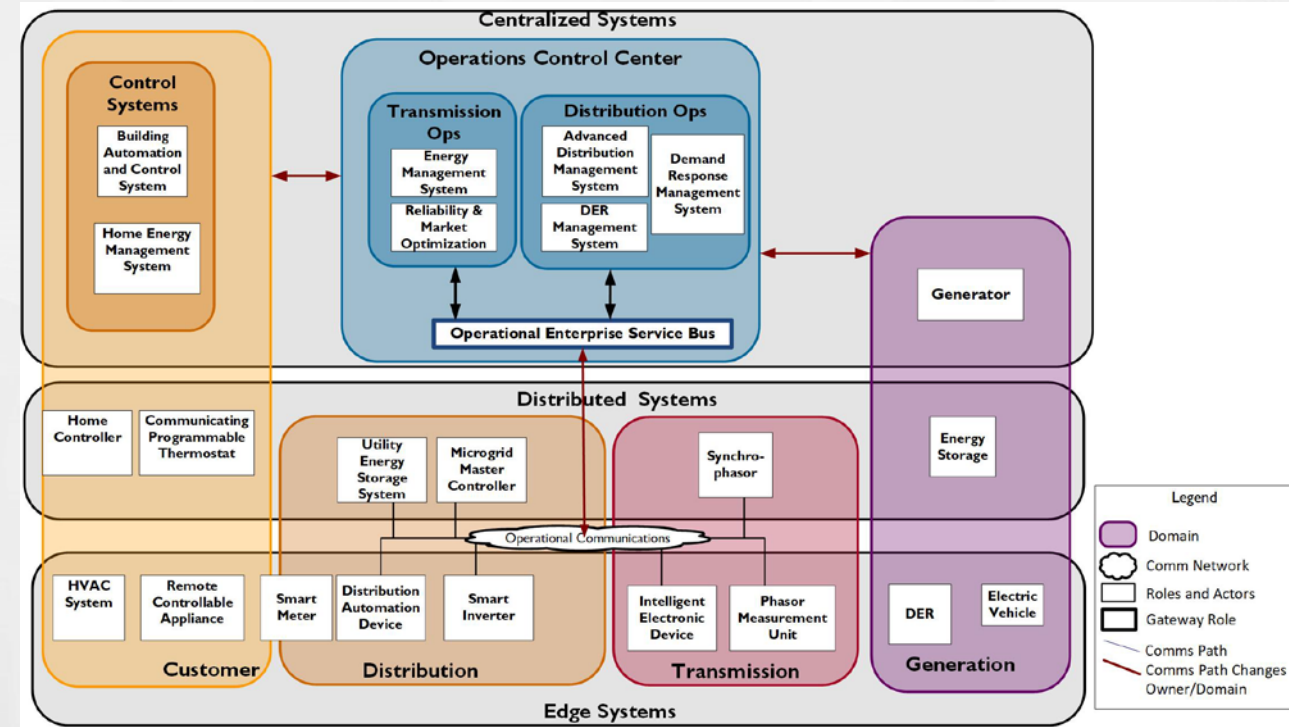 Centralized Systems
Operations Control Center
Control
Systems
Building
Automation
and Control
System
Home Energy
Management
System
Transmission
Ops
Energy
Management
System
Reliability &
Market
Optimization
Distribution Ops
Advanced
Distribution
Management
System
DER
Management
System
Demand
Response
Management
System
Operational Enterprise Service Bus
Generator
Distributed Systems
Home
Controller
Communicating
Programmable
Thermostat
Utility
Energy
Storage
System
Microgrid
Master
Controller
Synchro-
phasor
Energy
Storage
Operational Communications
HVAC
System
Remote
Controllable
Appliance
Smart
Meter
Distribution
Automation
Device
Smart
Inverter
Intelligent
Electronic
Device
Phasor
Measurement
Unit
DER
Electric
Vehicle
Customer
Distribution
Transmission
Generation
Edge Systems
Legend
Domain
Comm Network
Roles and Actors
Gateway Role
Comms Path
Comms Path Changes
Owner/Domain